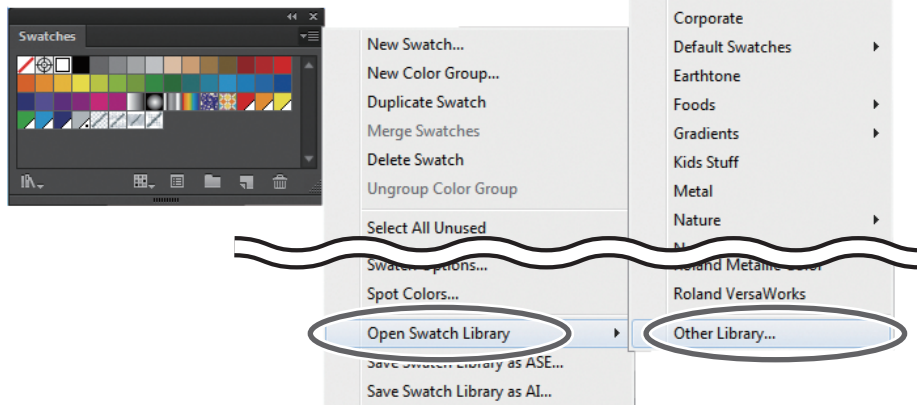 Swatches
New Swatch...
New Color Group...
Duplicate Swatch
Merge Swatches
Delete Swatch
Ungroup Color Group
Select All Unused
Swatch Options...
Spot Colors...
Open Swatch Library
Save Swatch Library as ASE...
Save Swatch Library as AI...
Corporate
Default Swatches
Earthtone
Foods
Gradients
Kids Stuff
Metal
Nature
Roland Metallic Color
Roland VersaWorks
Other Library...